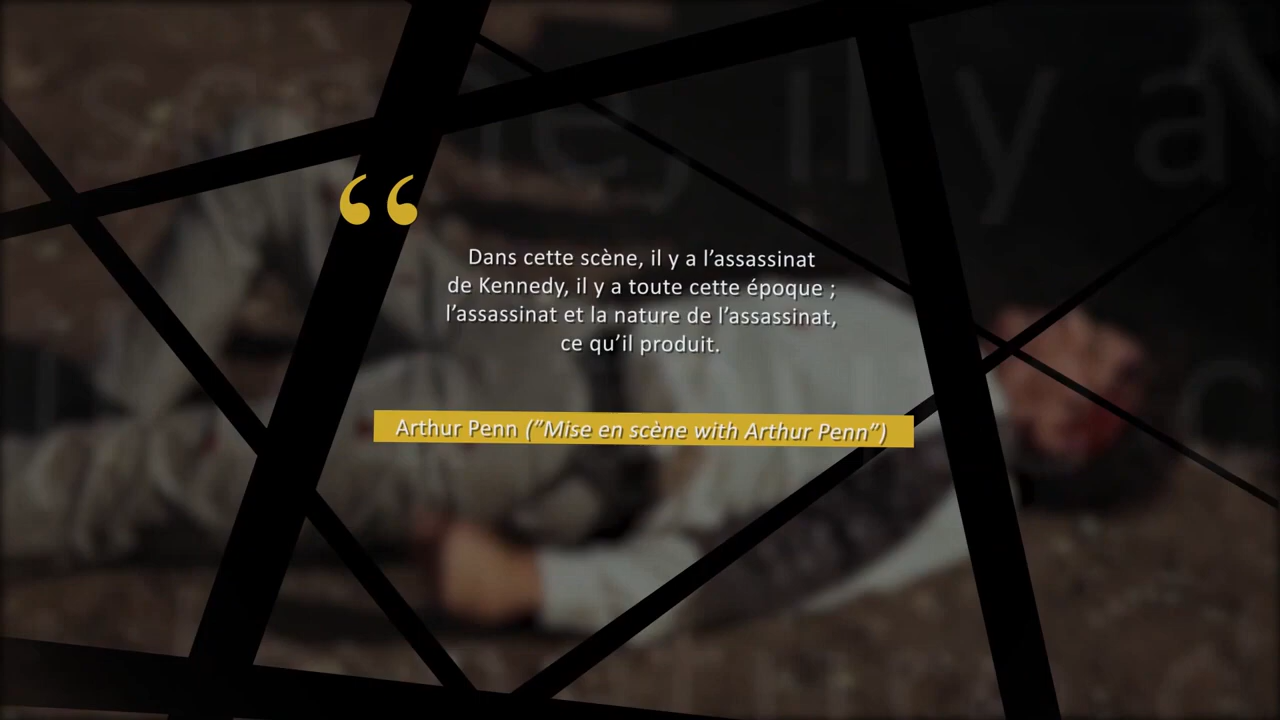 “
Dans cette scène, il y a l’assassinat
de Kennedy, il y a toute cette époque ;
l’assassinat et la nature de l’assassinat,
ce qu’il produit.
Arthur Penn (”Mise en scène with Arthur Penn”)